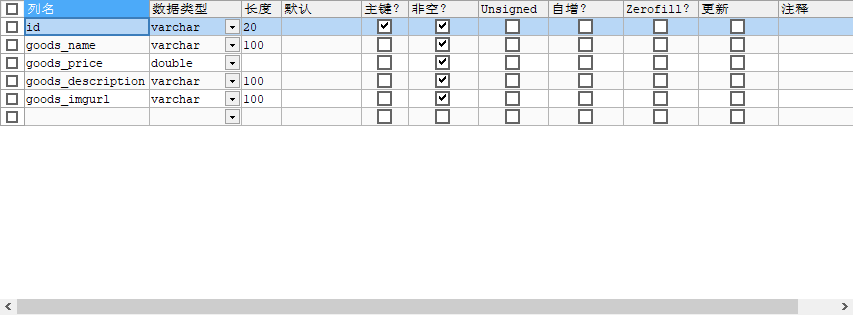 列名 数据类型 长度 默认 主键? 非空? Unsigned 自增? Zerofill? 更新 注释
id varchar 20
goods_name varchar 100
goods_price double
goods_description varchar 100
goods_imgurl varchar 100